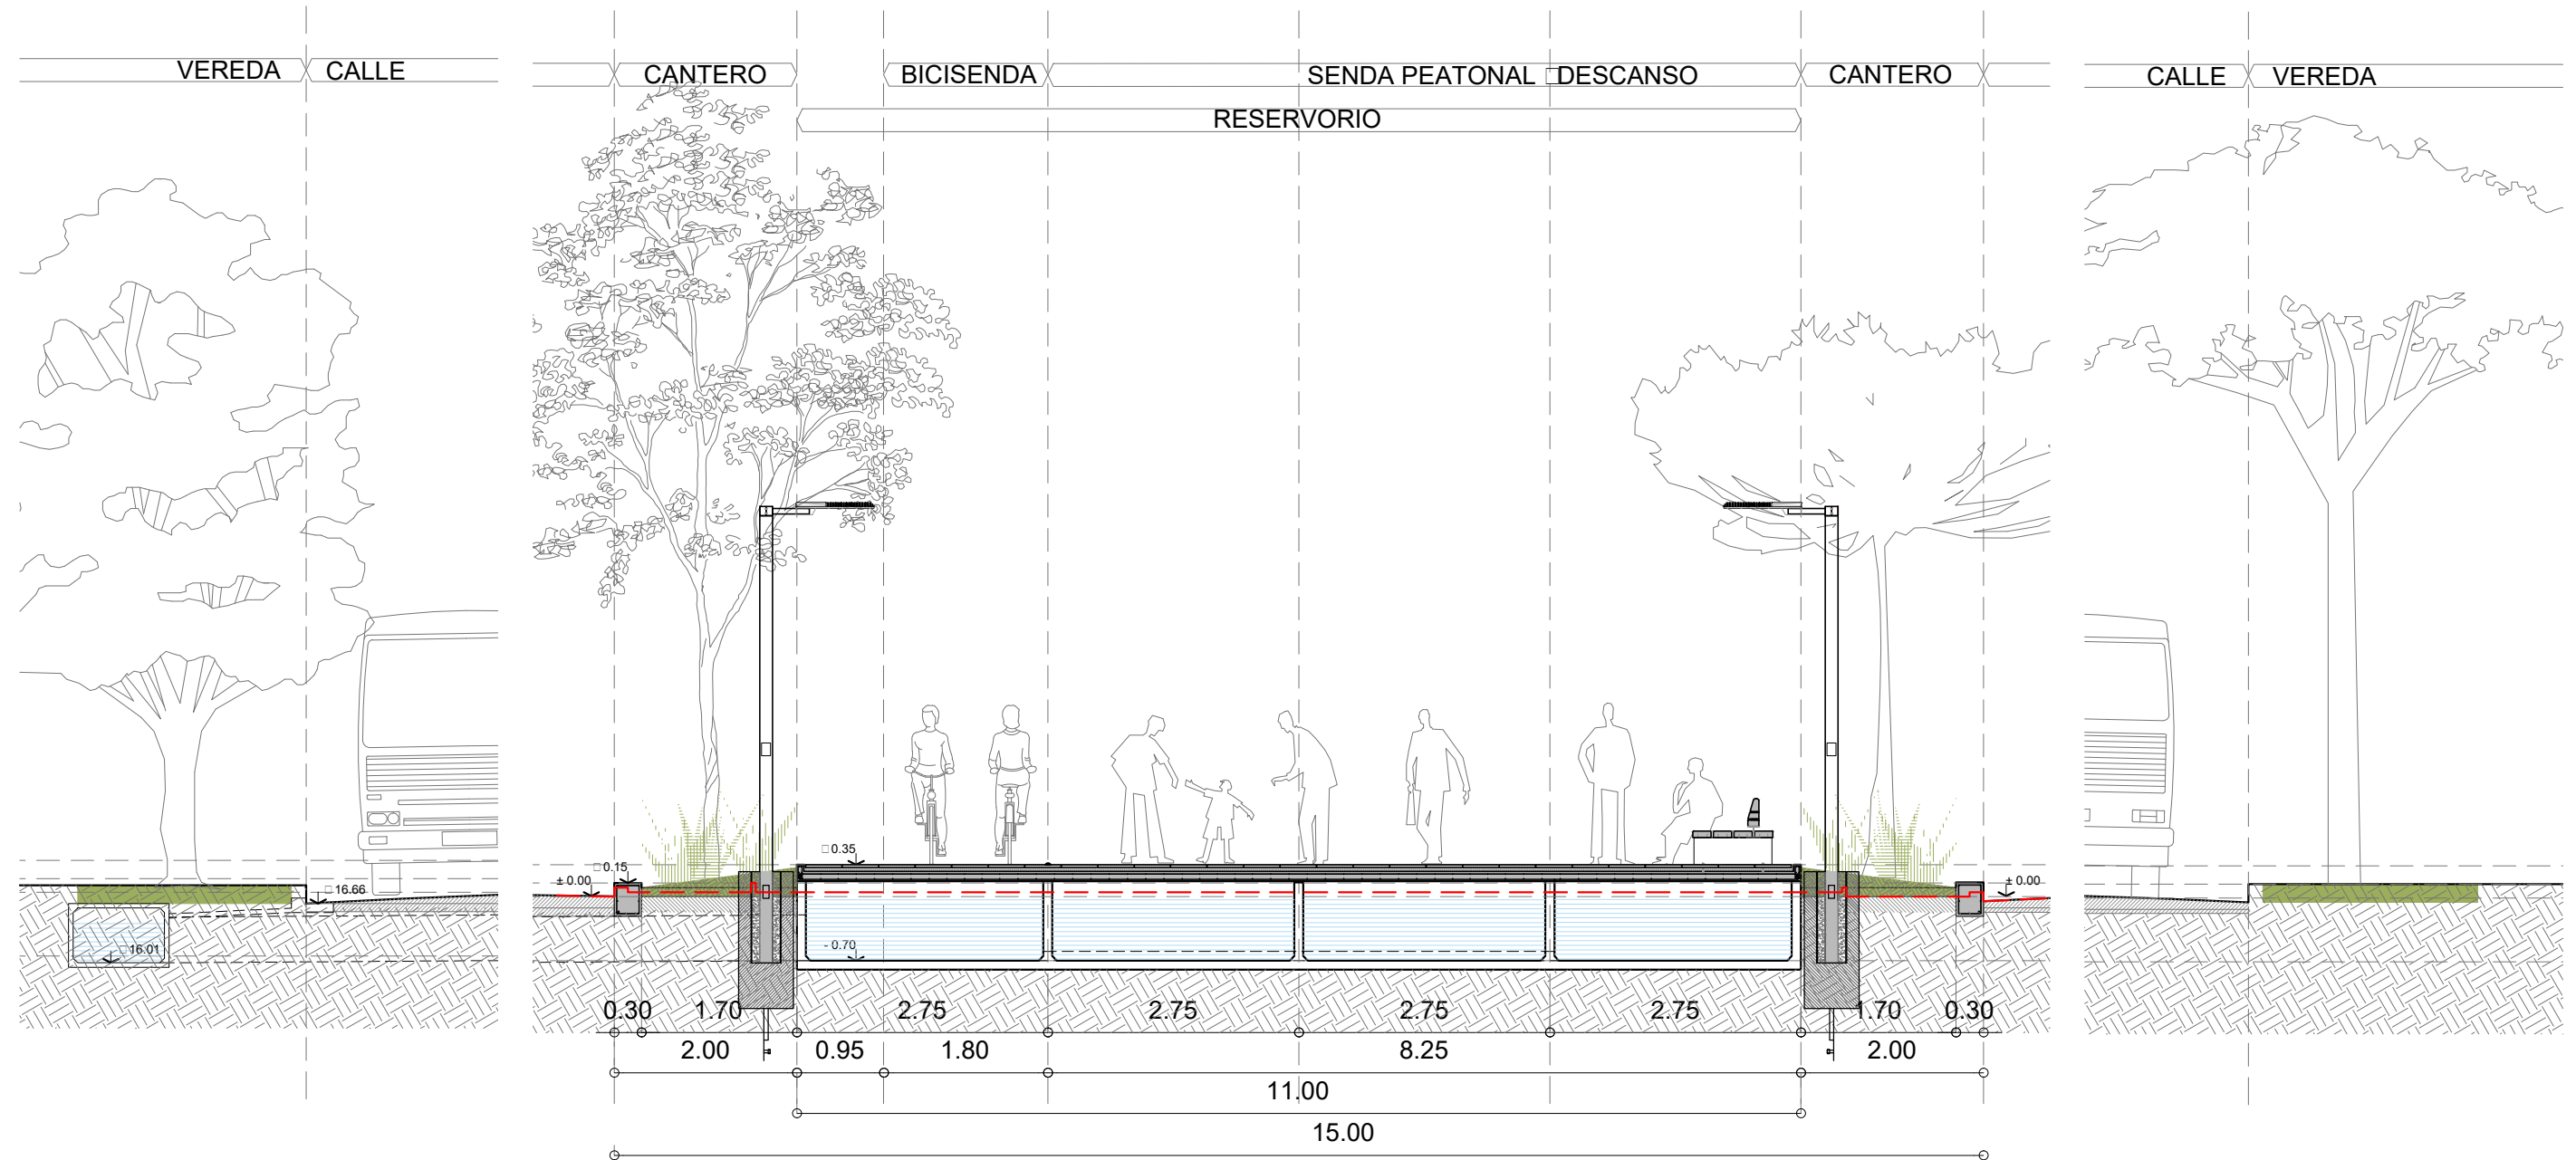 VEREDA CALLE CANTERO BICISENDA SENDA PEATONAL □DESCANSO CANTERO CALLE VEREDA
RESERVORIO
□ 0.35
□ 0.15
± 0.00
± 0.00
□ 16.66
- 0.70
□ 16.01
0.30 1.70 2.75 2.75 2.75 2.75 1.70 0.30
2.00 0.95 1.80 8.25 2.00
11.00
15.00